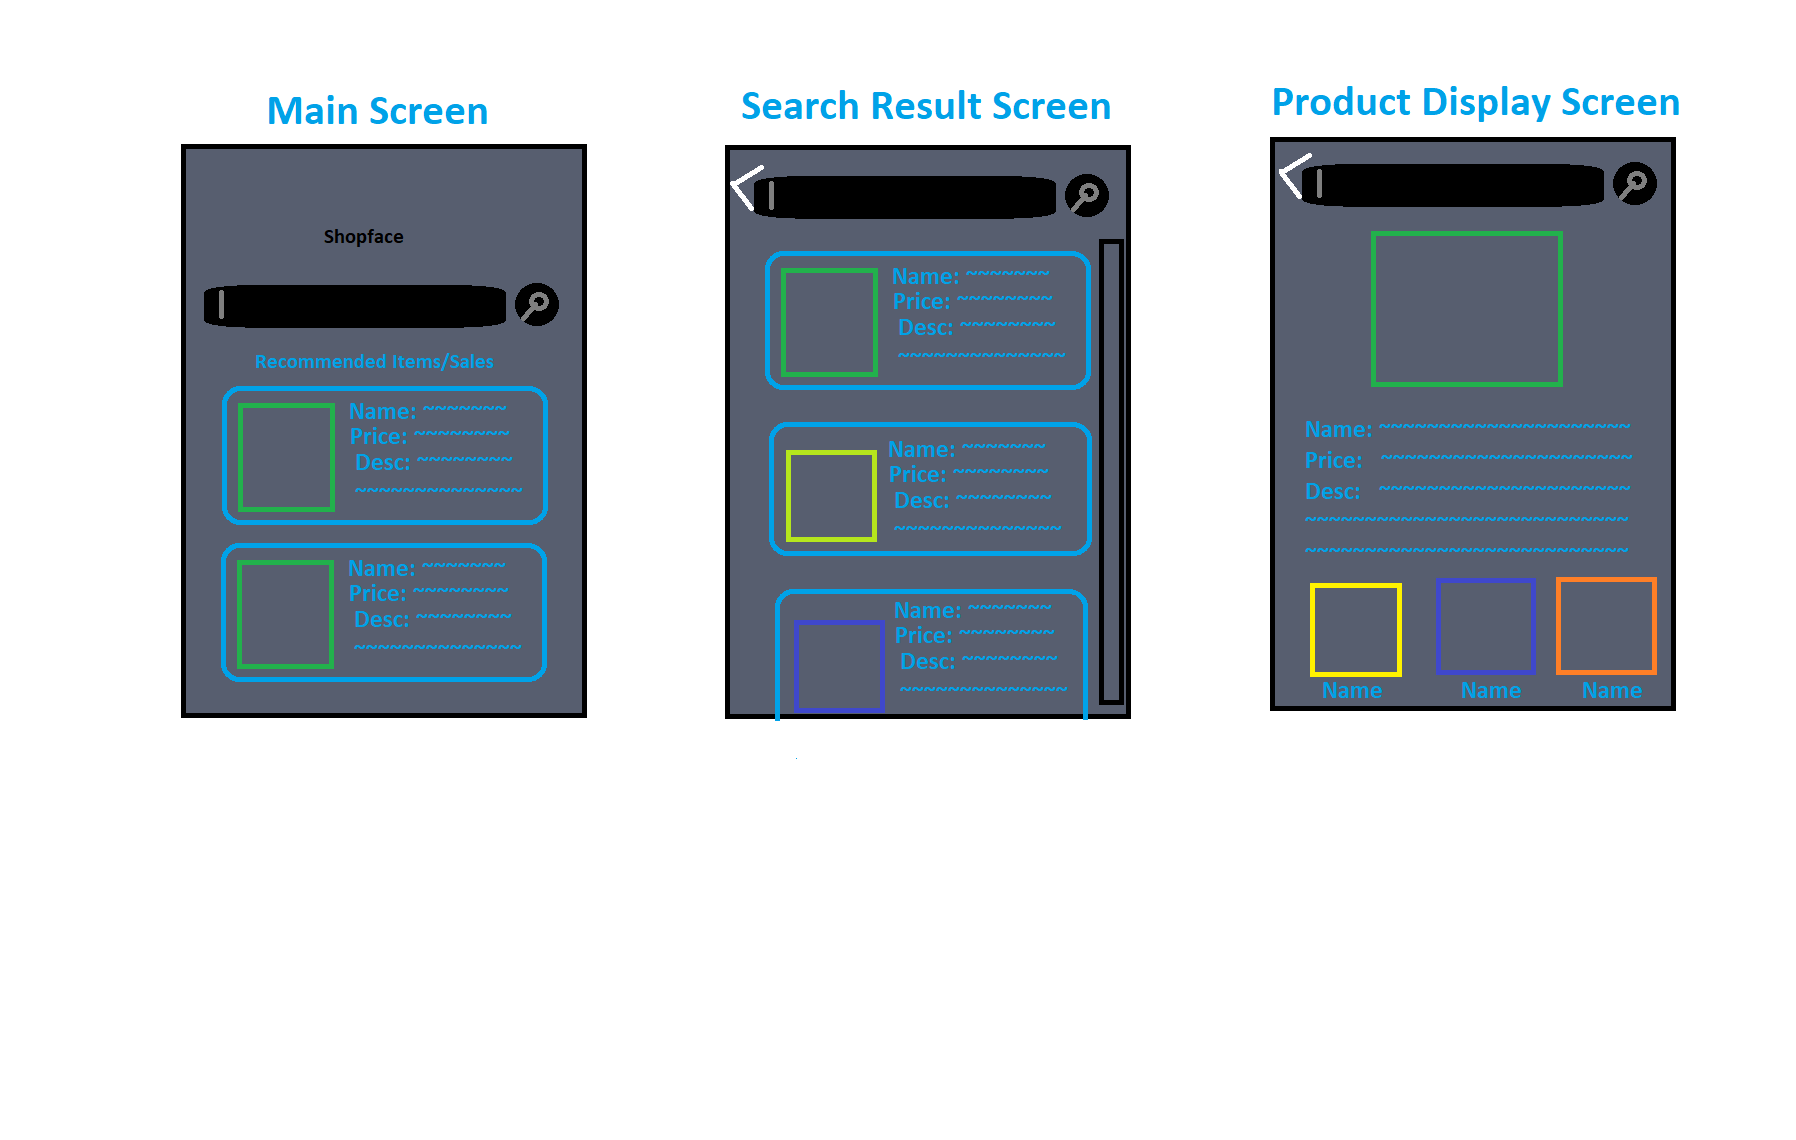 Main Screen
Shopface
Recommended Items/Sales
Name: ~~~~~~~
Price: ~~~~~~~~
Desc: ~~~~~~~~
~~~~~~~~~~~~~~
Name: ~~~~~~~
Price: ~~~~~~~~
Desc: ~~~~~~~~
~~~~~~~~~~~~~~
Search Result Screen
Name: ~~~~~~~
Price: ~~~~~~~~
Desc: ~~~~~~~~
~~~~~~~~~~~~~~
Name: ~~~~~~~
Price: ~~~~~~~~
Desc: ~~~~~~~~
~~~~~~~~~~~~~~
Name: ~~~~~~~
Price: ~~~~~~~~
Desc: ~~~~~~~~
~~~~~~~~~~~~~~
Product Display Screen
Name: ~~~~~~~~~~~~~~~~~~~~~
Price: ~~~~~~~~~~~~~~~~~~~~~
Desc: ~~~~~~~~~~~~~~~~~~~~~
~~~~~~~~~~~~~~~~~~~~~~~~~~~
~~~~~~~~~~~~~~~~~~~~~~~~~~~
Name Name Name